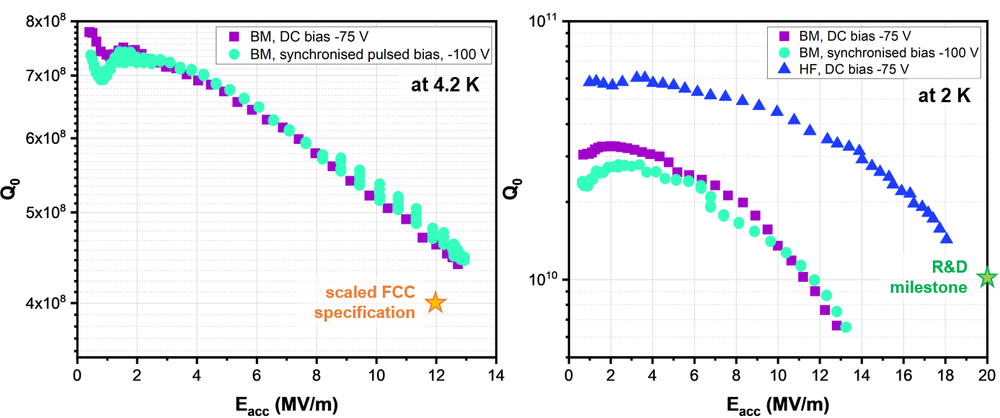 8x10⁸
7x10⁸
6x10⁸
5x10⁸
4x10⁸
Q₀
BM, DC bias -75 V
BM, synchronised pulsed bias, -100 V
at 4.2 K
scaled FCC
specification
0 2 4 6 8 10 12 14
E_acc (MV/m)
10¹¹
10¹⁰
Q₀
BM, DC bias -75 V
BM, synchronised bias -100 V
HF, DC bias -75 V
at 2 K
R&D
milestone
0 2 4 6 8 10 12 14 16 18 20
E_acc (MV/m)